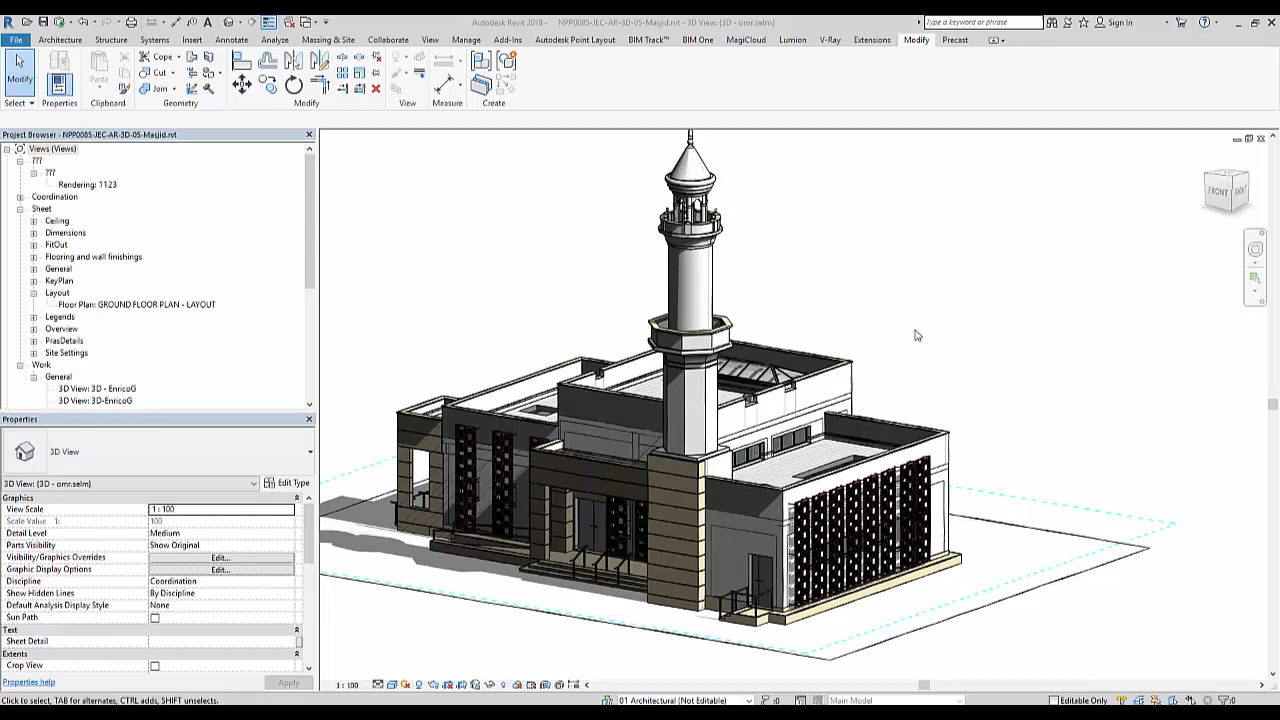 Autodesk Revit 2018 - NPP0085-JEC-AR-3D-05-Masjid.rvt - 3D View: {3D - omr.selm}
Type a keyword or phrase
Sign In
File Architecture Structure Systems Insert Annotate Analyze Massing & Site Collaborate View Manage Add-Ins Autodesk Point Layout BIM Track™ BIM One MagiCloud Lumion V-Ray Extensions Modify Precast
Modify
Paste
Cope
Cut
Join
Select Properties Clipboard Geometry Modify View Measure Create
Project Browser - NPP0085-JEC-AR-3D-05-Masjid.rvt
Views (Views)
???
???
Rendering: 1123
Coordination
Sheet
Ceiling
Dimensions
FitOut
Flooring and wall finishings
General
KeyPlan
Layout
Floor Plan: GROUND FLOOR PLAN - LAYOUT
Legends
Overview
PrasDetails
Site Settings
Work
General
3D View: 3D - EnricoG
3D View: 3D-EnricoG
Properties
3D View
3D View: {3D - omr.selm} Edit Type
Graphics
View Scale 1 : 100
Scale Value 1: 100
Detail Level Medium
Parts Visibility Show Original
Visibility/Graphics Overrides Edit...
Graphic Display Options Edit...
Discipline Coordination
Show Hidden Lines By Discipline
Default Analysis Display Style None
Sun Path
Text
Sheet Detail
Extents
Crop View
Properties help Apply
FRONT RIGHT
1 : 100
Click to select, TAB for alternates, CTRL adds, SHIFT unselects.
01 Architectural (Not Editable) :0 Main Model Editable Only :0